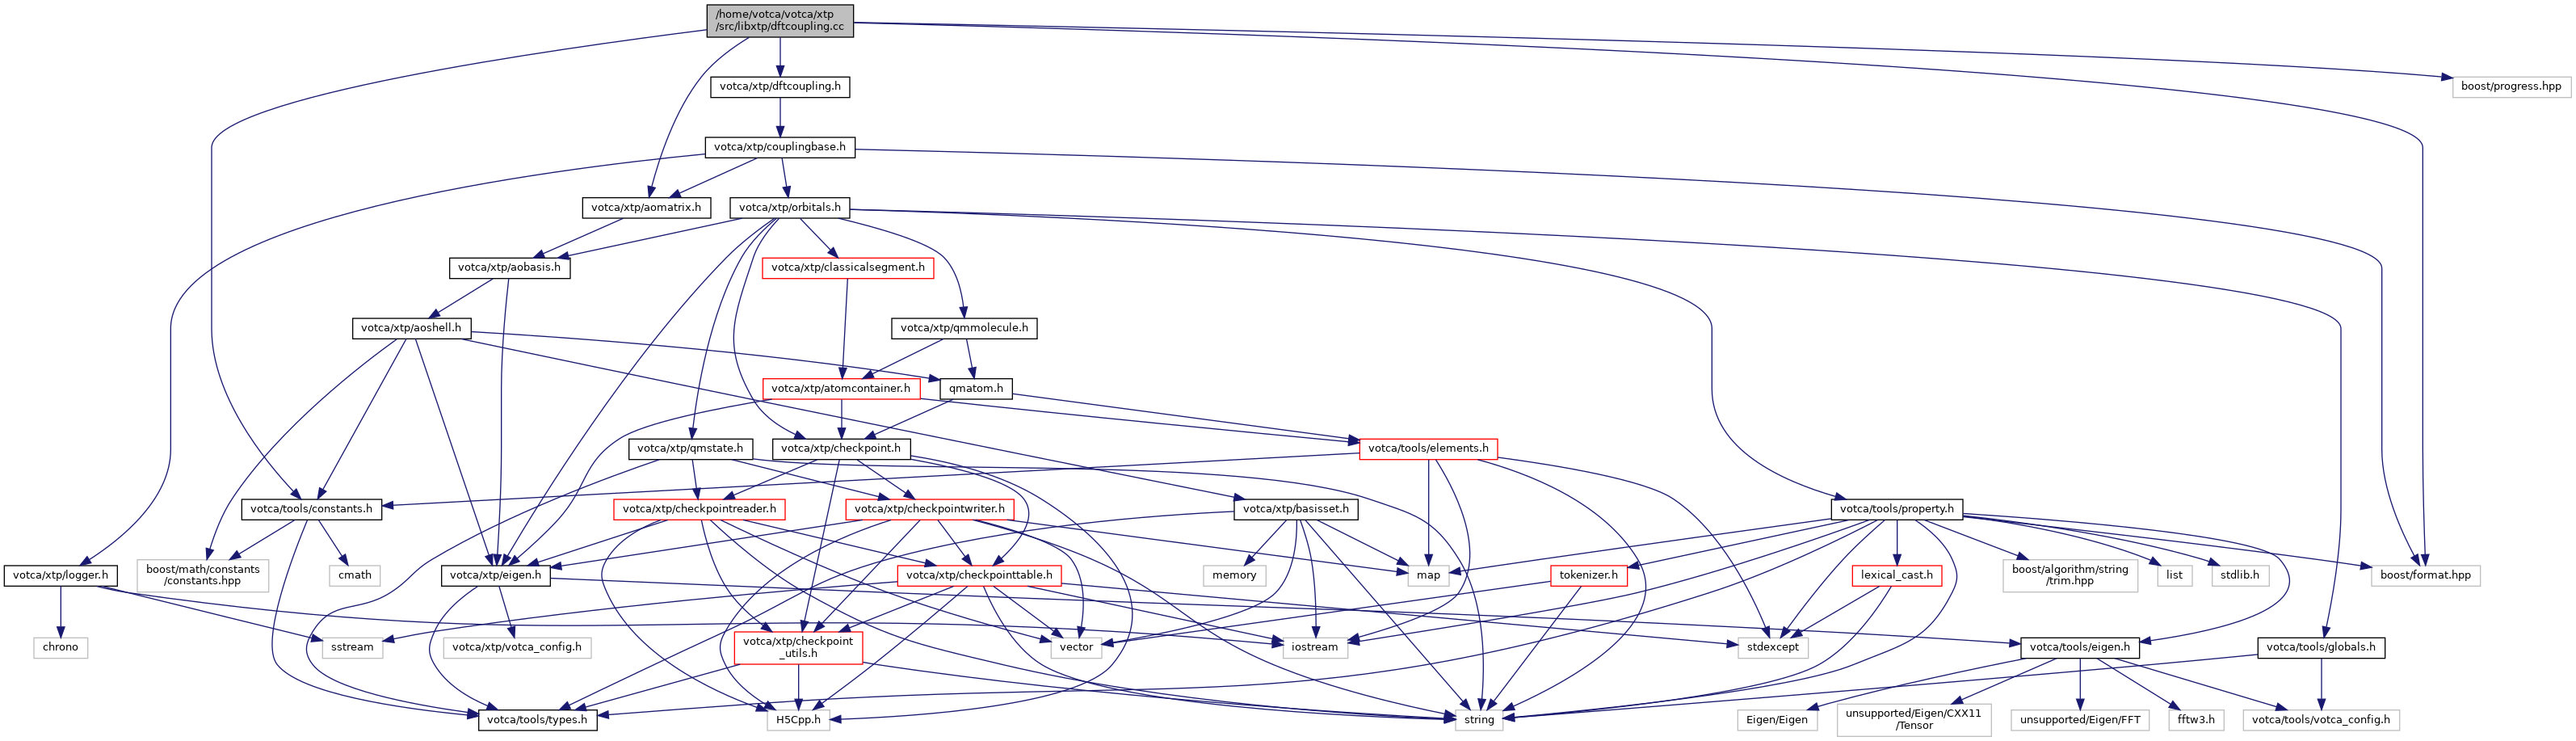 /home/votca/votca/xtp
/src/libxtp/dftcoupling.cc
votca/xtp/dftcoupling.h
boost/progress.hpp
votca/xtp/couplingbase.h
votca/xtp/aomatrix.h
votca/xtp/orbitals.h
votca/xtp/aobasis.h
votca/xtp/classicalsegment.h
votca/xtp/aoshell.h
votca/xtp/qmmolecule.h
votca/xtp/atomcontainer.h
qmatom.h
votca/xtp/qmstate.h
votca/xtp/checkpoint.h
votca/tools/elements.h
votca/tools/constants.h
votca/xtp/checkpointreader.h
votca/xtp/checkpointwriter.h
votca/xtp/basisset.h
votca/tools/property.h
votca/xtp/logger.h
boost/math/constants
/constants.hpp
cmath
votca/xtp/eigen.h
votca/xtp/checkpointtable.h
memory
map
tokenizer.h
lexical_cast.h
boost/algorithm/string
/trim.hpp
list
stdlib.h
boost/format.hpp
chrono
sstream
votca/xtp/votca_config.h
votca/xtp/checkpoint
_utils.h
vector
iostream
stdexcept
votca/tools/eigen.h
votca/tools/globals.h
votca/tools/types.h
H5Cpp.h
string
Eigen/Eigen
unsupported/Eigen/CXX11
/Tensor
unsupported/Eigen/FFT
fftw3.h
votca/tools/votca_config.h